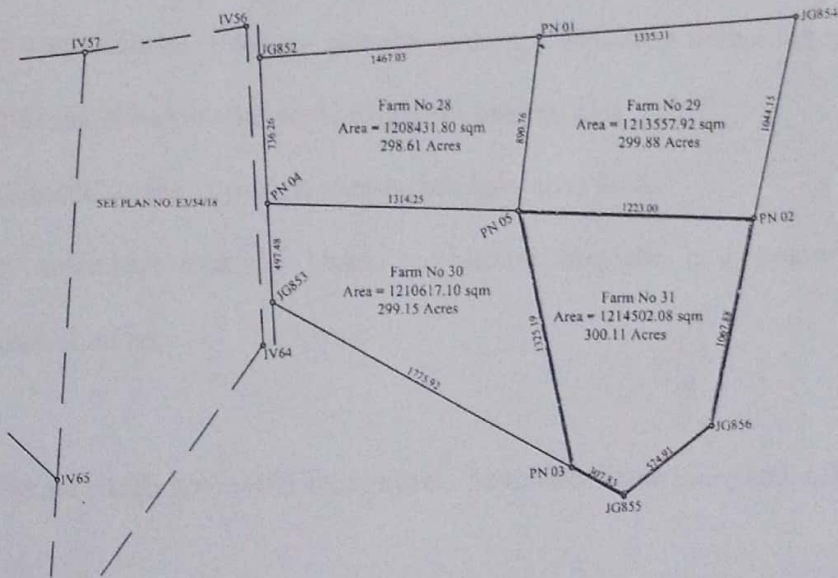 IV57
IV56
JG852
PN 01
JG854
1467.03
1335.31
736.26
Farm No 28
Area = 1208431.80 sqm
298.61 Acres
890.76
Farm No 29
Area = 1213557.92 sqm
299.88 Acres
1044.15
SEE PLAN NO. E3/54/18
PN 04
1314.25
PN 05
1223.00
PN 02
497.48
JG853
Farm No 30
Area = 1210617.10 sqm
299.15 Acres
Farm No 31
Area = 1214502.08 sqm
300.11 Acres
1325.19
1067.88
IV64
1775.92
JG856
524.91
IV65
PN 03
307.83
JG855